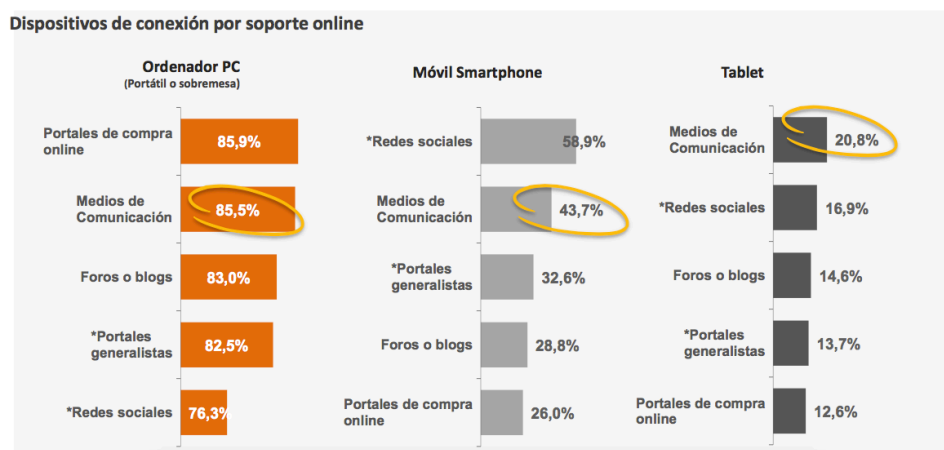 Dispositivos de conexión por soporte online
Ordenador PC
(Portátil o sobremesa)
Portales de compra
online
85,9%
Medios de
Comunicación
85,5%
Foros o blogs
83,0%
*Portales
generalistas
82,5%
*Redes sociales
76,3%
Móvil Smartphone
*Redes sociales
58,9%
Medios de
Comunicación
43,7%
*Portales
generalistas
32,6%
Foros o blogs
28,8%
Portales de compra
online
26,0%
Tablet
Medios de
Comunicación
20,8%
*Redes sociales
16,9%
Foros o blogs
14,6%
*Portales
generalistas
13,7%
Portales de compra
online
12,6%